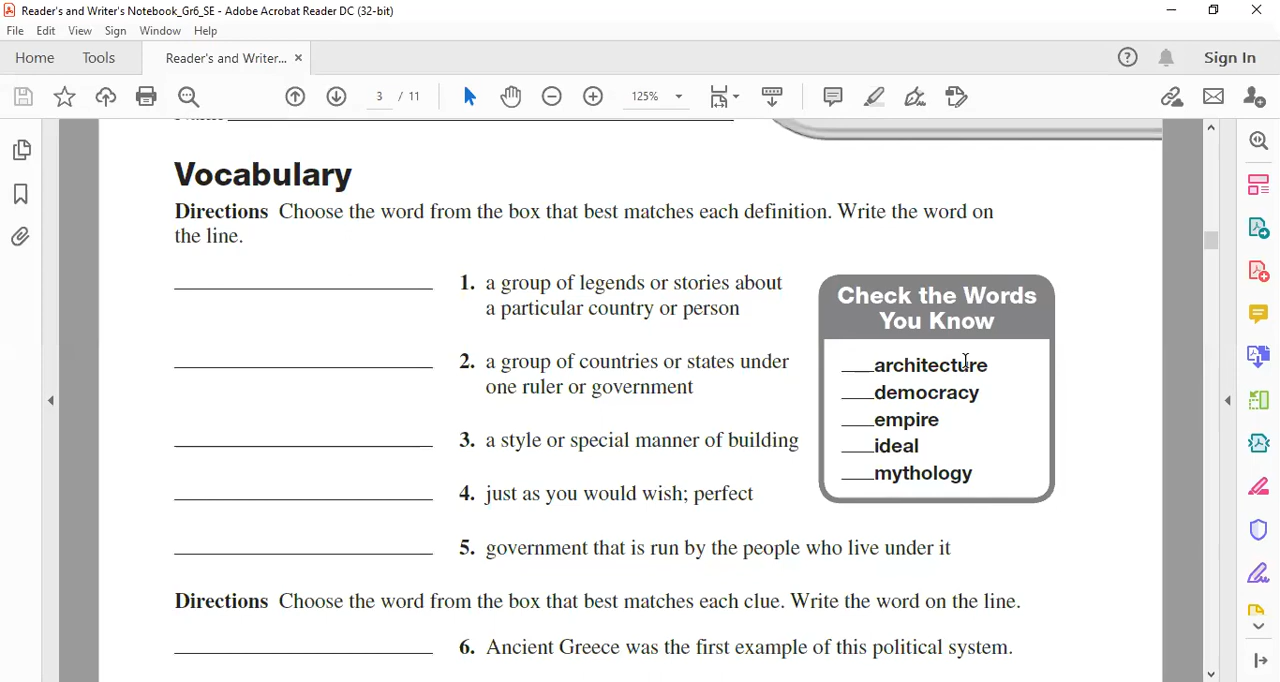 Reader's and Writer's Notebook_Gr6_SE - Adobe Acrobat Reader DC (32-bit)
File Edit View Sign Window Help
Home Tools Reader's and Writer... × Sign In
3 / 11 125%
Vocabulary
Directions Choose the word from the box that best matches each definition. Write the word on
the line.
1. a group of legends or stories about
a particular country or person
2. a group of countries or states under
one ruler or government
3. a style or special manner of building
4. just as you would wish; perfect
5. government that is run by the people who live under it
Check the Words
You Know
___architecture
___democracy
___empire
___ideal
___mythology
Directions Choose the word from the box that best matches each clue. Write the word on the line.
6. Ancient Greece was the first example of this political system.